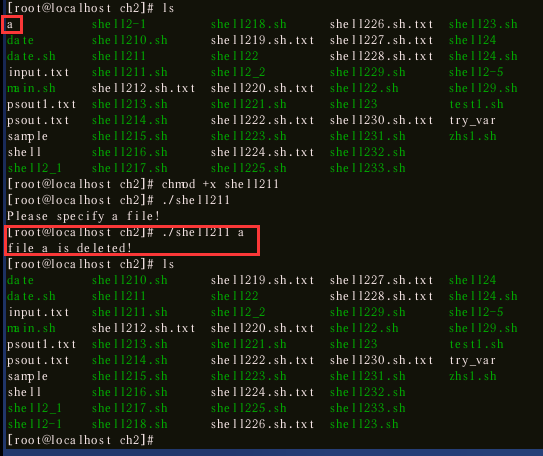 [root@localhost ch2]# ls
a shell2-1 shell218.sh shell226.sh.txt shell23.sh
date shell210.sh shell219.sh.txt shell227.sh.txt shell24
date.sh shell211 shell22 shell228.sh.txt shell24.sh
input.txt shell211.sh shell2_2 shell229.sh shell2-5
main.sh shell212.sh.txt shell220.sh.txt shell22.sh shell29.sh
psout1.txt shell213.sh shell221.sh shell23 test1.sh
psout.txt shell214.sh shell222.sh.txt shell230.sh.txt try_var
sample shell215.sh shell223.sh shell231.sh zhs1.sh
shell shell216.sh shell224.sh.txt shell232.sh
shell2_1 shell217.sh shell225.sh shell233.sh
[root@localhost ch2]# chmod +x shell211
[root@localhost ch2]# ./shell211
Please specify a file!
[root@localhost ch2]# ./shell211 a
file a is deleted!
[root@localhost ch2]# ls
date shell210.sh shell219.sh.txt shell227.sh.txt shell24
date.sh shell211 shell22 shell228.sh.txt shell24.sh
input.txt shell211.sh shell2_2 shell229.sh shell2-5
main.sh shell212.sh.txt shell220.sh.txt shell22.sh shell29.sh
psout1.txt shell213.sh shell221.sh shell23 test1.sh
psout.txt shell214.sh shell222.sh.txt shell230.sh.txt try_var
sample shell215.sh shell223.sh shell231.sh zhs1.sh
shell shell216.sh shell224.sh.txt shell232.sh
shell2_1 shell217.sh shell225.sh shell233.sh
shell2-1 shell218.sh shell226.sh.txt shell23.sh
[root@localhost ch2]#